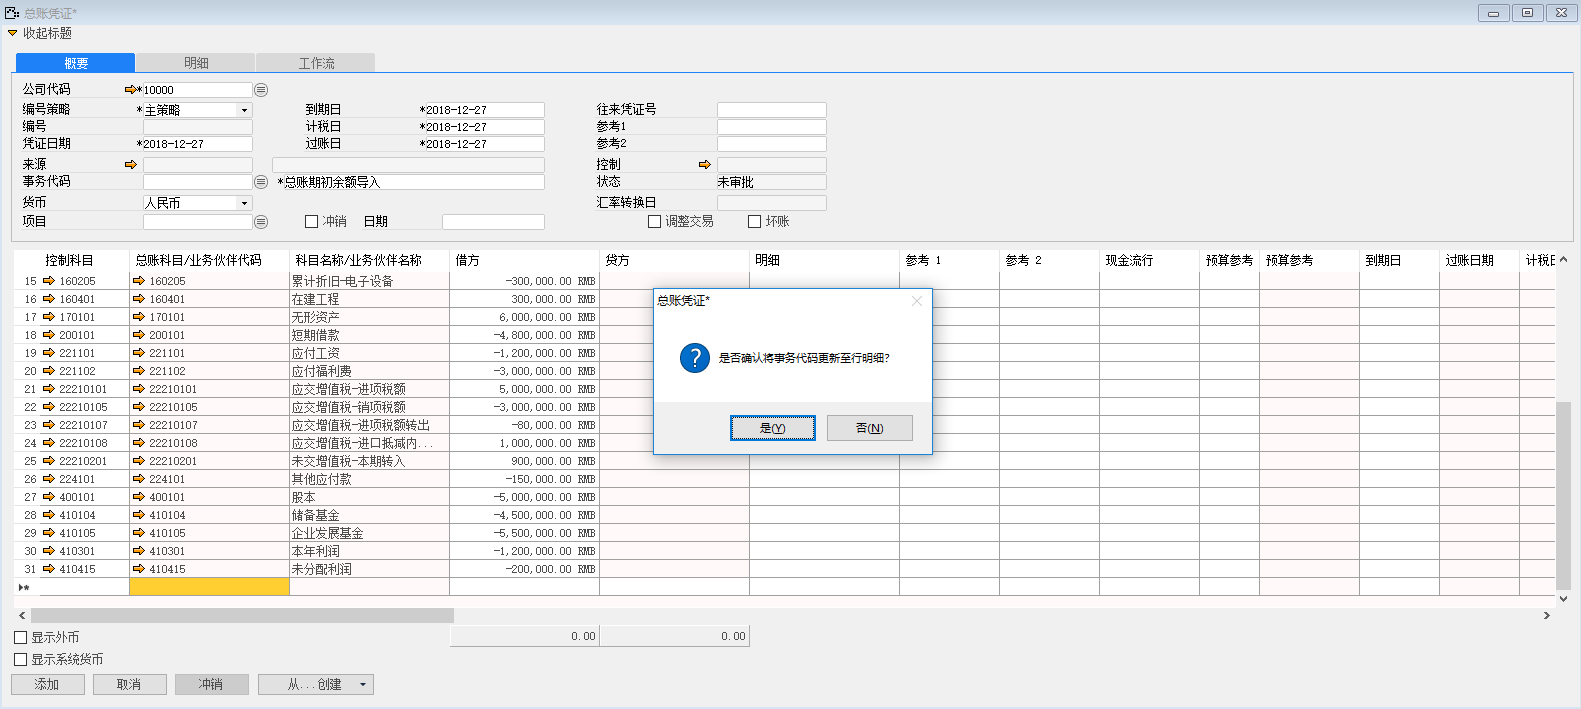 总账凭证*
收起标题
概要 明细 工作流
公司代码 *10000
编号策略 *主策略 到期日 *2018-12-27 往来凭证号
编号 计税日 *2018-12-27 参考1
凭证日期 *2018-12-27 过账日 *2018-12-27 参考2
来源 控制
事务代码 *总账期初余额导入 状态 未审批
货币 人民币 汇率转换日
项目 冲销 日期 调整交易 坏账
控制科目 总账科目/业务伙伴代码 科目名称/业务伙伴名称 借方 贷方 明细 参考 1 参考 2 现金流行 预算参考 预算参考 到期日 过账日期 计税日
15 160205 160205 累计折旧-电子设备 -300,000.00 RMB
16 160401 160401 在建工程 300,000.00 RMB
17 170101 170101 无形资产 6,000,000.00 RMB
18 200101 200101 短期借款 -4,800,000.00 RMB
19 221101 221101 应付工资 -1,200,000.00 RMB
20 221102 221102 应付福利费 -3,000,000.00 RMB
21 22210101 22210101 应交增值税-进项税额 5,000,000.00 RMB
22 22210105 22210105 应交增值税-销项税额 -3,000,000.00 RMB
23 22210107 22210107 应交增值税-进项税额转出 -80,000.00 RMB
24 22210108 22210108 应交增值税-进口抵减内... 1,000,000.00 RMB
25 22210201 22210201 未交增值税-本期转入 900,000.00 RMB
26 224101 224101 其他应付款 -150,000.00 RMB
27 400101 400101 股本 -5,000,000.00 RMB
28 410104 410104 储备基金 -4,500,000.00 RMB
29 410105 410105 企业发展基金 -5,500,000.00 RMB
30 410301 410301 本年利润 -1,200,000.00 RMB
31 410415 410415 未分配利润 -200,000.00 RMB
总账凭证*
是否确认将事务代码更新至行明细?
是(Y) 否(N)
显示外币 0.00 0.00
显示系统货币
添加 取消 冲销 从...创建